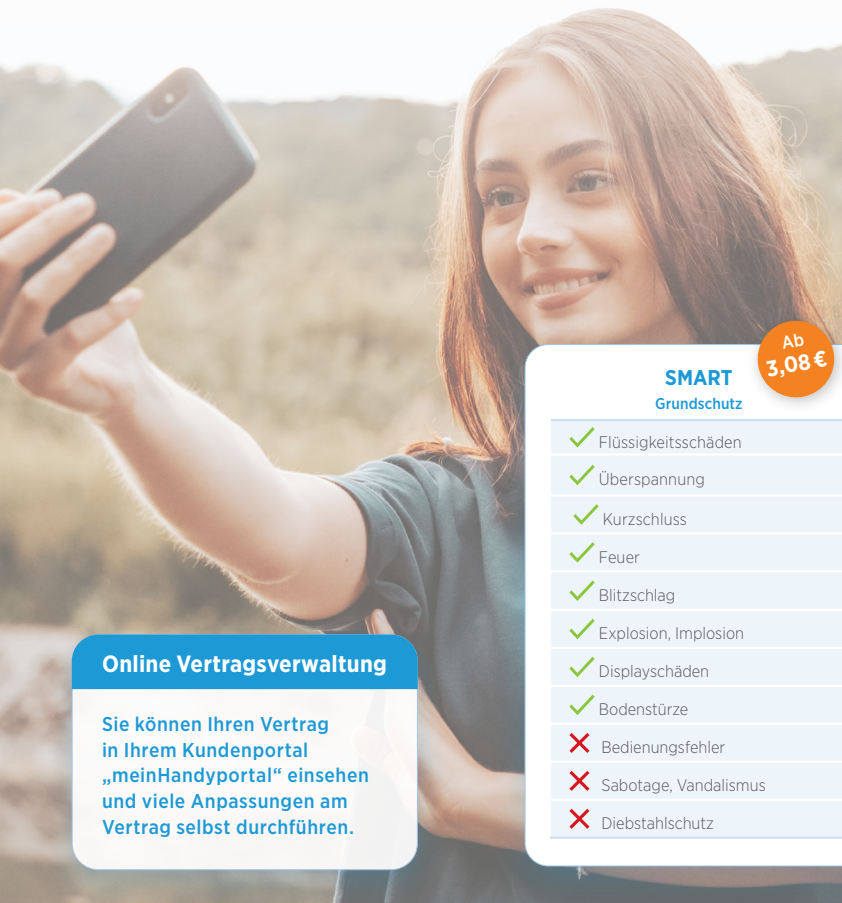 Ab
3,08 €
SMART
Grundschutz
Flüssigkeitsschäden
Überspannung
Kurzschluss
Feuer
Blitzschlag
Explosion, Implosion
Displayschäden
Bodenstürze
Bedienungsfehler
Sabotage, Vandalismus
Diebstahlschutz
Online Vertragsverwaltung
Sie können Ihren Vertrag
in Ihrem Kundenportal
„meinHandyportal“ einsehen
und viele Anpassungen am
Vertrag selbst durchführen.